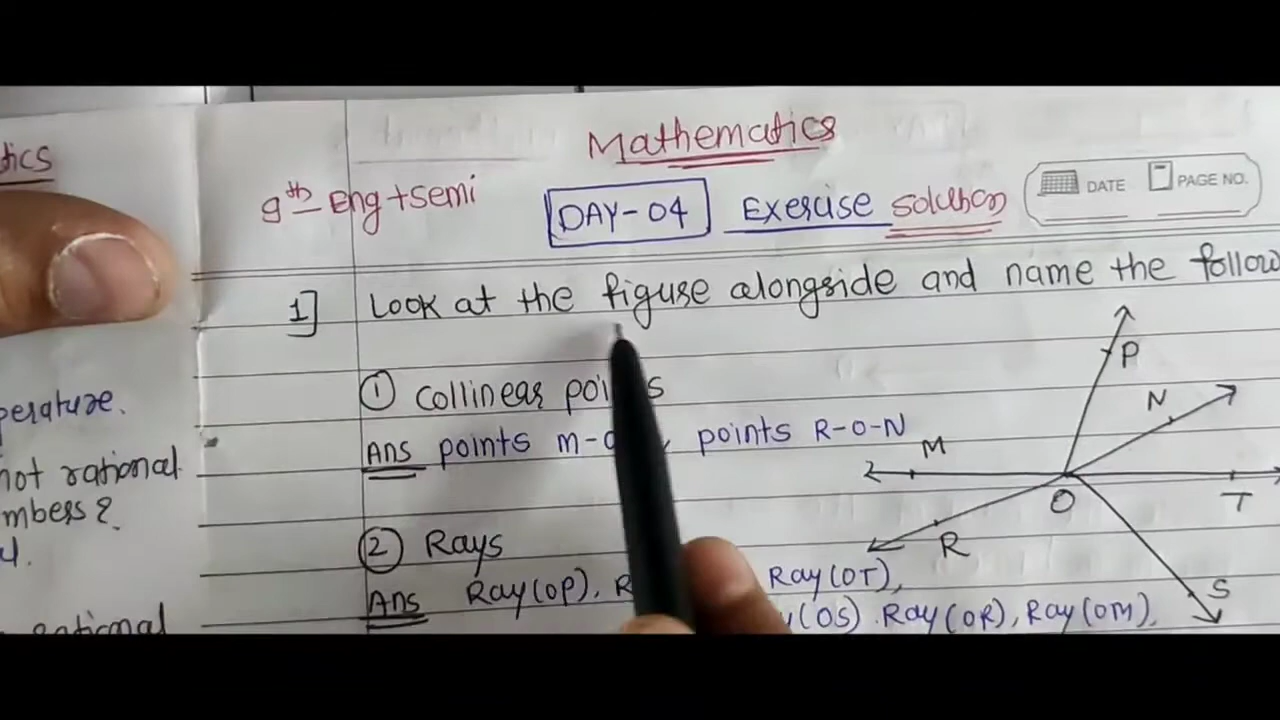 tics
Mathematics
9th Eng + Semi
DAY-04 Exercise Solution
DATE PAGE NO.
1] Look at the figure alongside and name the follow
① Collinear points
Ans points m-o , points R-O-N
② Rays
Ans Ray(OP), R Ray(OT),
(OS). Ray(OR), Ray(OM),
P
N
M
O
T
R
S
perature.
not rational
mbers?